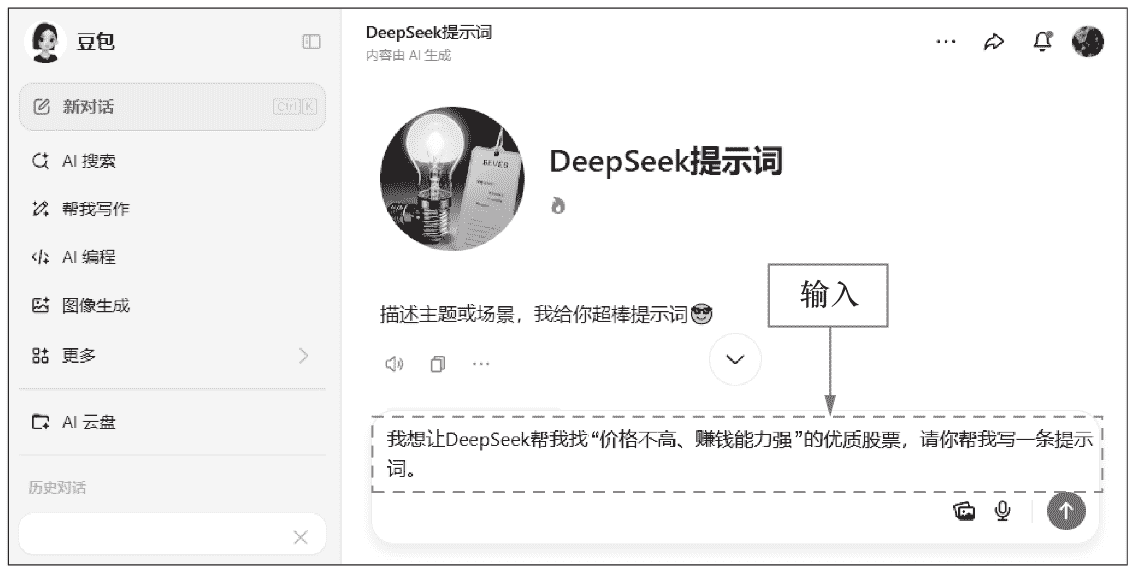 豆包
新对话
Ctrl K
AI 搜索
帮我写作
AI 编程
图像生成
更多
AI 云盘
历史对话
DeepSeek提示词
内容由 AI 生成
DeepSeek提示词
描述主题或场景，我给你超棒提示词
输入
我想让DeepSeek帮我找“价格不高、赚钱能力强”的优质股票，请你帮我写一条提示
词。